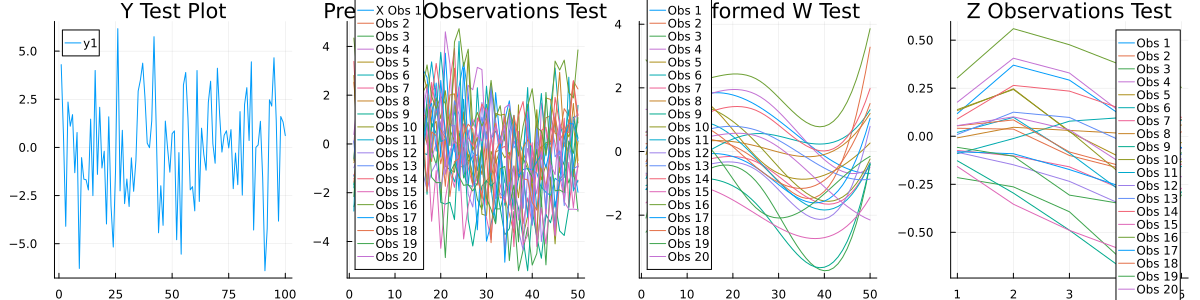 Y Test Plot
y1
5.0
2.5
0.0
−2.5
−5.0
0 25 50 75 100
Pre Observations Test
X Obs 1
Obs 2
Obs 3
Obs 4
Obs 5
Obs 6
Obs 7
Obs 8
Obs 9
Obs 10
Obs 11
Obs 12
Obs 13
Obs 14
Obs 15
Obs 16
Obs 17
Obs 18
Obs 19
Obs 20
4
2
0
−2
−4
0 10 20 30 40 50
formed W Test
Obs 1
Obs 2
Obs 3
Obs 4
Obs 5
Obs 6
Obs 7
Obs 8
Obs 9
Obs 10
Obs 11
Obs 12
Obs 13
Obs 14
Obs 15
Obs 16
Obs 17
Obs 18
Obs 19
Obs 20
4
2
0
−2
0 10 20 30 40 50
Z Observations Test
Obs 1
Obs 2
Obs 3
Obs 4
Obs 5
Obs 6
Obs 7
Obs 8
Obs 9
Obs 10
Obs 11
Obs 12
Obs 13
Obs 14
Obs 15
Obs 16
Obs 17
Obs 18
Obs 19
Obs 20
0.50
0.25
0.00
−0.25
−0.50
1 2 3